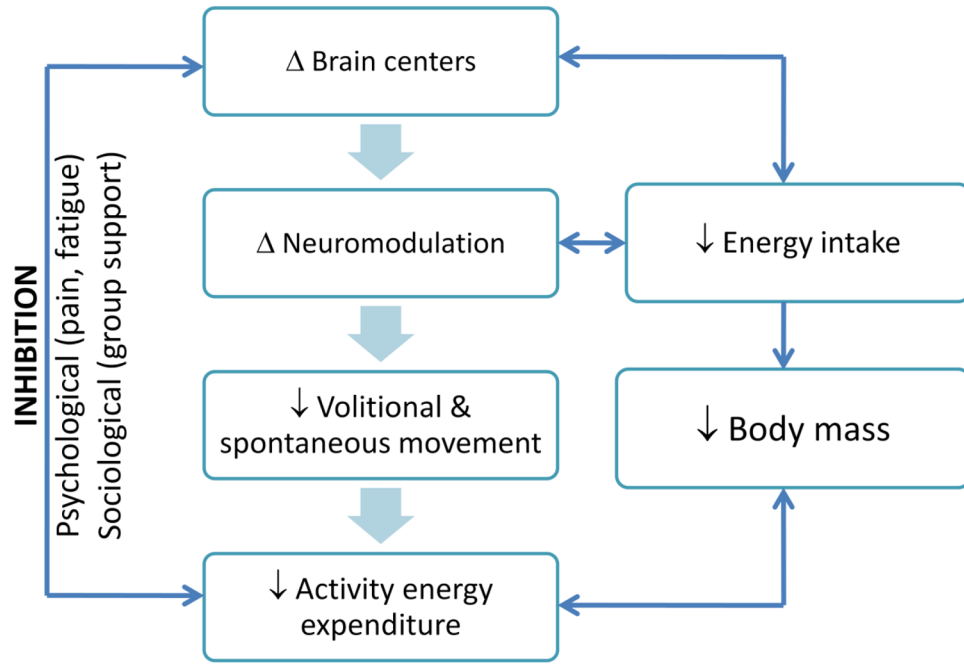 Δ Brain centers
Δ Neuromodulation
↓ Energy intake
↓ Volitional &
spontaneous movement
↓ Body mass
↓ Activity energy
expenditure
INHIBITION
Psychological (pain, fatigue)
Sociological (group support)